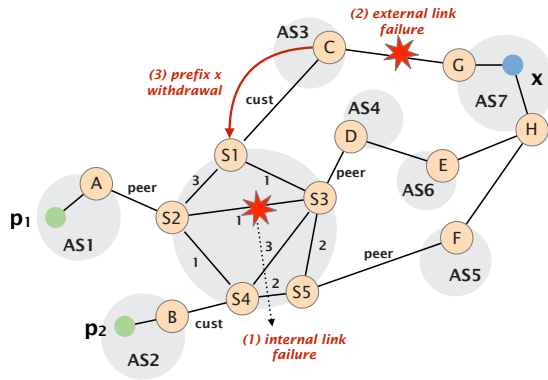 (2) external link
failure
AS3
C
G
(3) prefix x
withdrawal
x
AS7
cust
AS4
D
H
S1
E
A
3
1
peer
AS6
peer
S3
p1
S2
1
AS1
F
peer
1
3
2
AS5
S4
2
S5
B
cust
p2
AS2
(1) internal link
failure